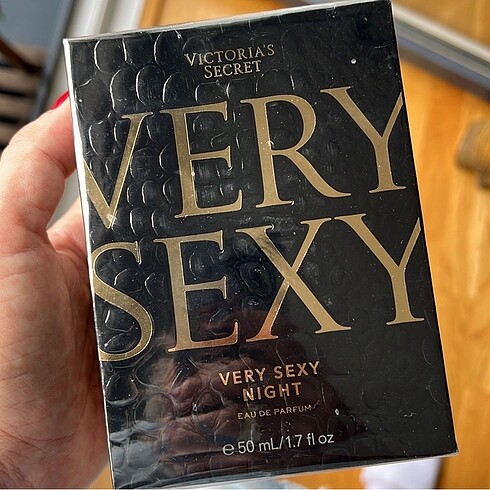 VICTORIA'S
SECRET
VERY
SEXY
VERY SEXY
NIGHT
EAU DE PARFUM
℮ 50 mL/1.7 fl oz